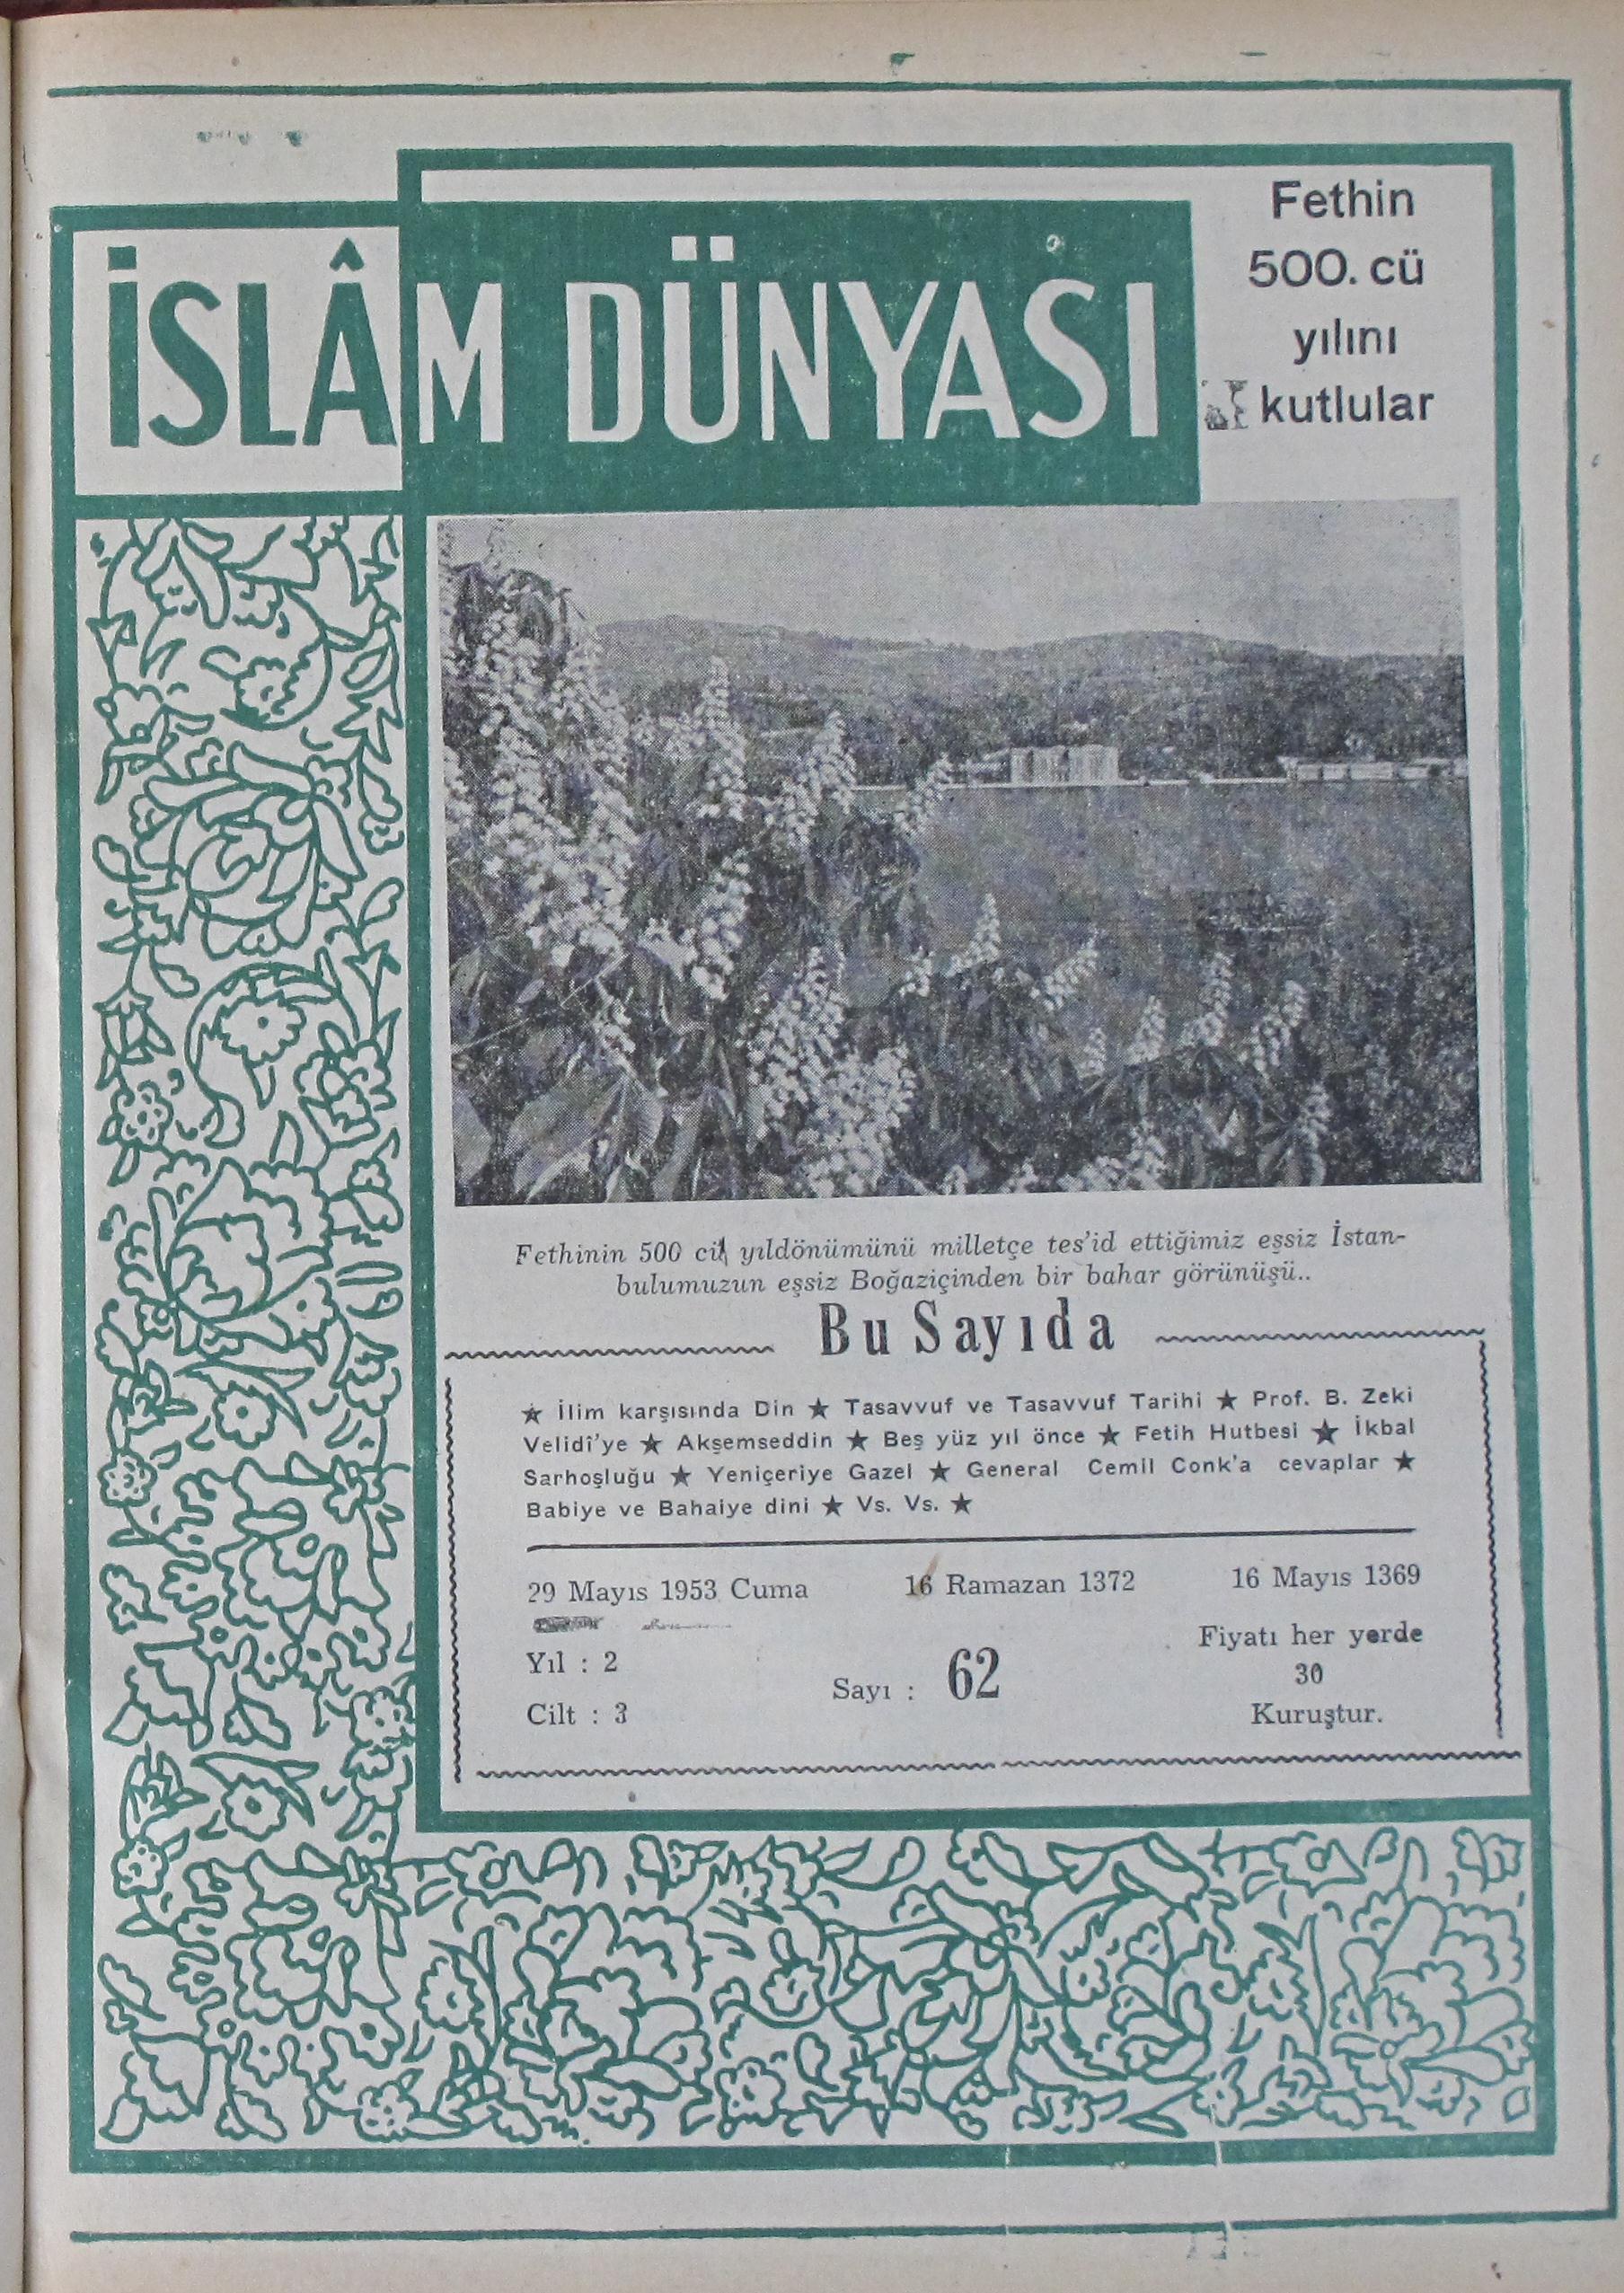 İSLÂM DÜNYASI
Fethin
500. cü
yılını
kutlular
Fethinin 500 cü yıldönümünü milletçe tes'id ettiğimiz eşsiz İstan-
bulumuzun eşsiz Boğaziçinden bir bahar görünüşü..
Bu Sayıda
★ İlim karşısında Din ★ Tasavvuf ve Tasavvuf Tarihi ★ Prof. B. Zeki
Velidî'ye ★ Akşemseddin ★ Beş yüz yıl önce ★ Fetih Hutbesi ★ İkbal
Sarhoşluğu ★ Yeniçeriye Gazel ★ General Cemil Conk'a cevaplar ★
Babiye ve Bahaiye dini ★ Vs. Vs. ★
29 Mayıs 1953 Cuma 16 Ramazan 1372 16 Mayıs 1369
Yıl : 2
Cilt : 3
Sayı : 62
Fiyatı her yerde
30
Kuruştur.